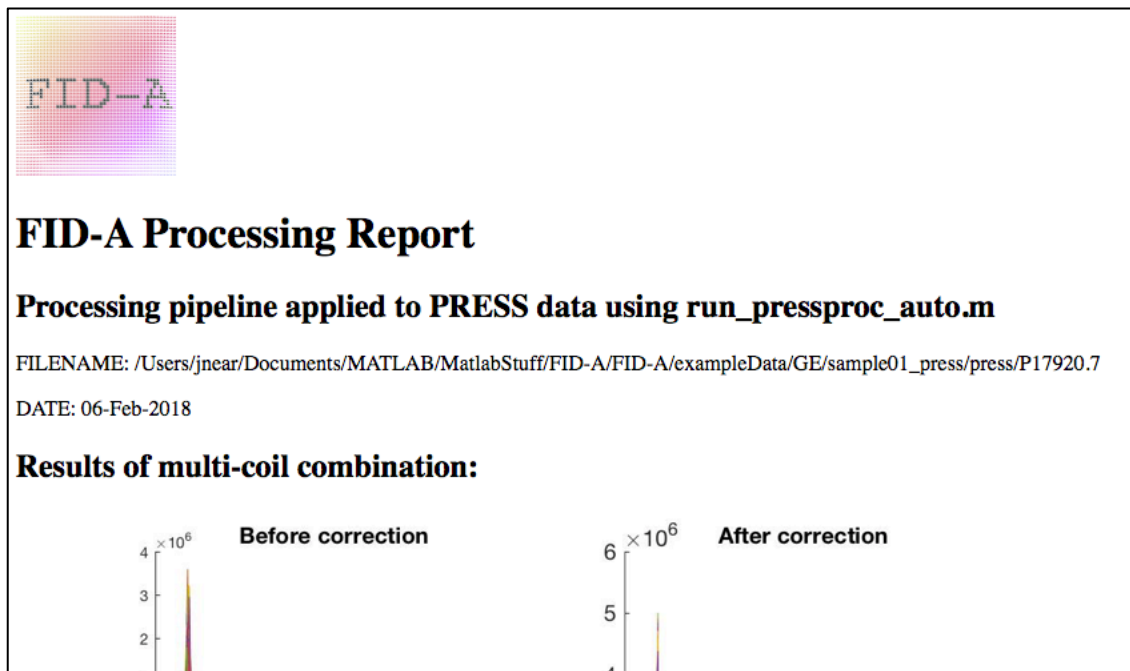 FID-A
FID-A Processing Report
Processing pipeline applied to PRESS data using run_pressproc_auto.m
FILENAME: /Users/jnear/Documents/MATLAB/MatlabStuff/FID-A/FID-A/exampleData/GE/sample01_press/press/P17920.7
DATE: 06-Feb-2018
Results of multi-coil combination:
×10⁶ Before correction
4
3
2
×10⁶ After correction
6
5